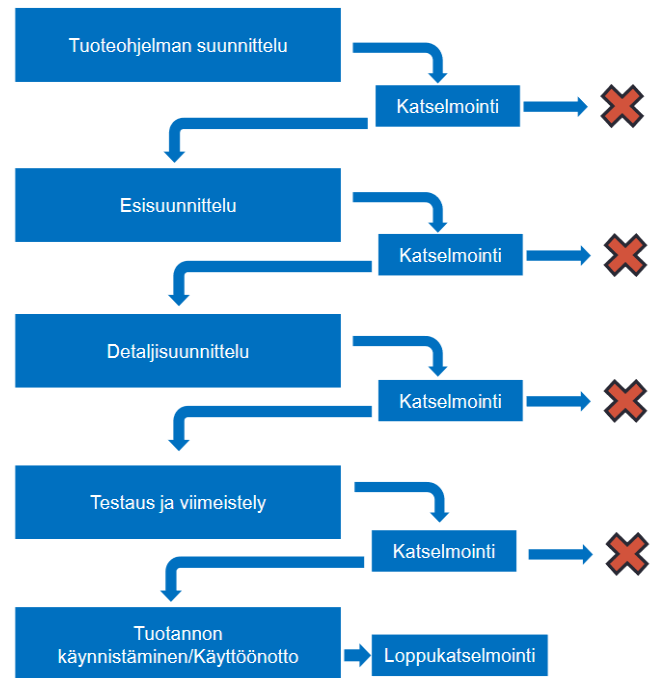 Tuoteohjelman suunnittelu
Katselmointi
Esisuunnittelu
Katselmointi
Detaljisuunnittelu
Katselmointi
Testaus ja viimeistely
Katselmointi
Tuotannon
käynnistäminen/Käyttöönotto
Loppukatselmointi